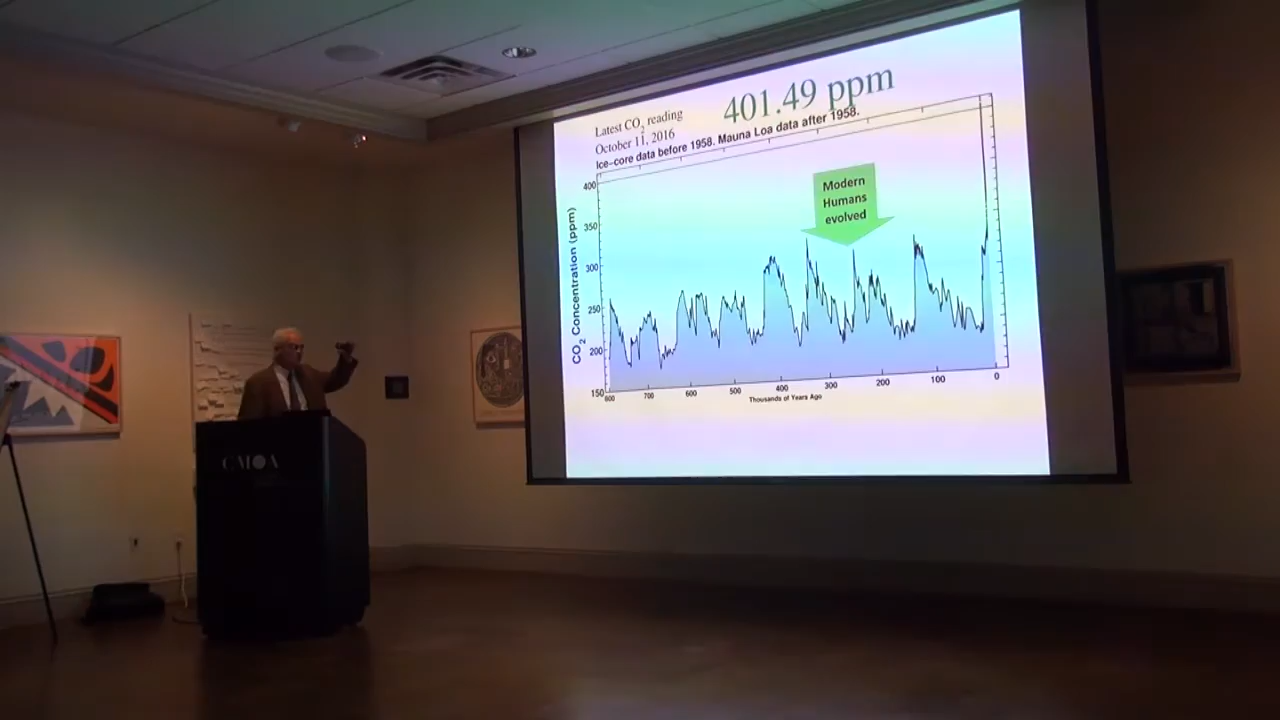 Latest CO2 reading
October 11, 2016
401.49 ppm
Ice-core data before 1958. Mauna Loa data after 1958.
Modern
Humans
evolved
CO2 Concentration (ppm)
400
350
300
250
200
150
800 700 600 500 400 300 200 100 0
Thousands of Years Ago
CMOA